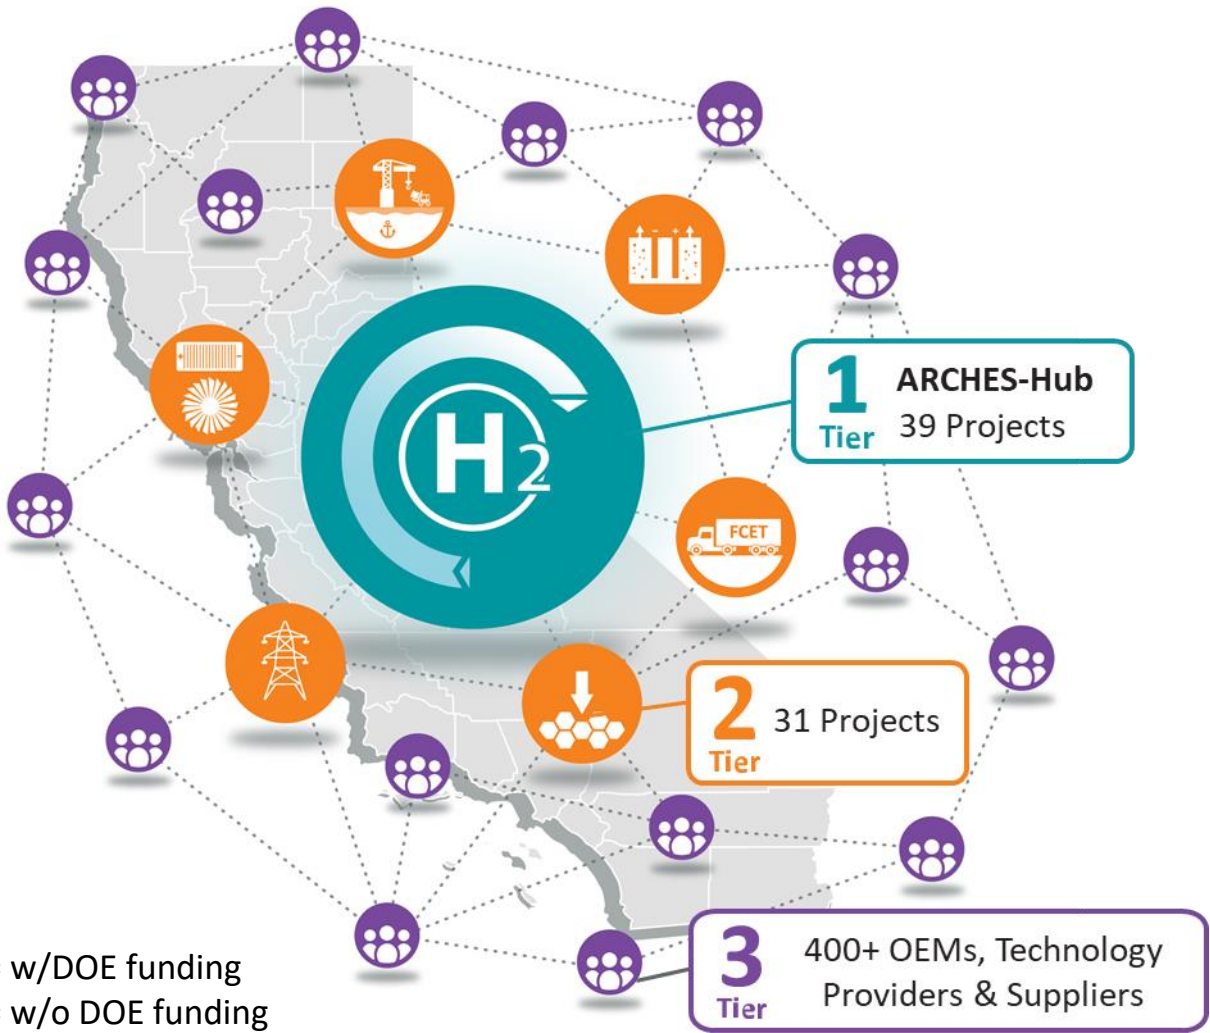 H2
1
Tier
ARCHES-Hub
39 Projects
FCET
2
Tier
31 Projects
3
Tier
400+ OEMs, Technology
Providers & Suppliers
w/DOE funding
w/o DOE funding